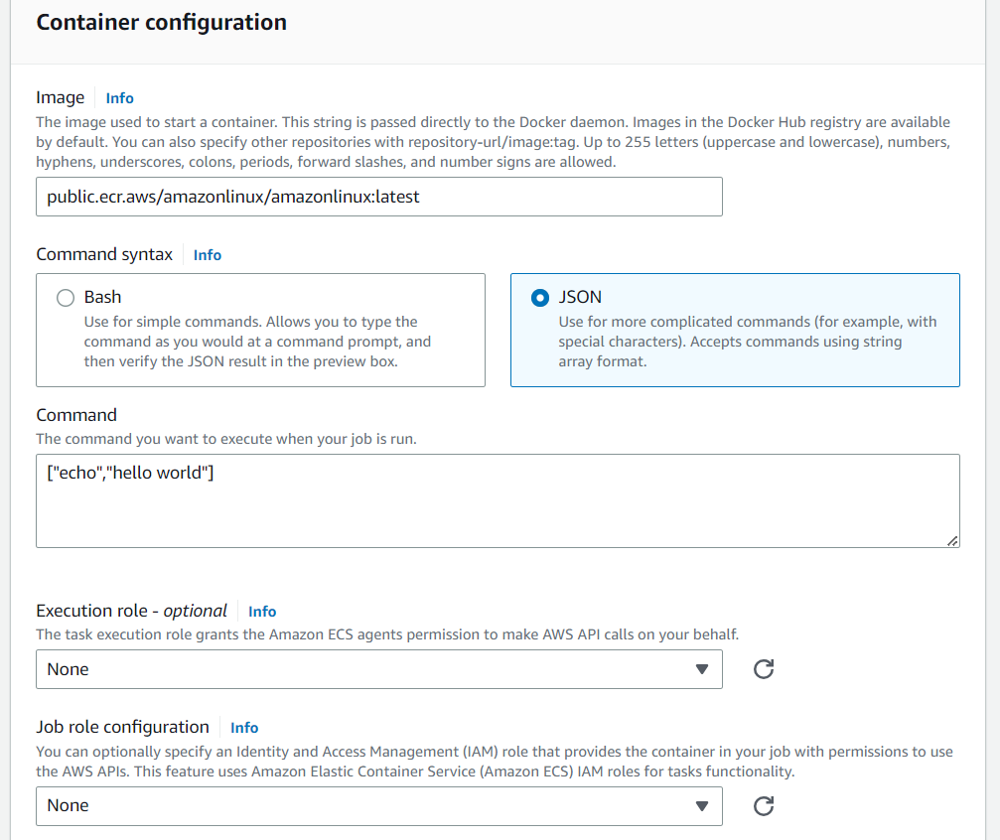 Container configuration
Image Info
The image used to start a container. This string is passed directly to the Docker daemon. Images in the Docker Hub registry are available
by default. You can also specify other repositories with repository-url/image:tag. Up to 255 letters (uppercase and lowercase), numbers,
hyphens, underscores, colons, periods, forward slashes, and number signs are allowed.
public.ecr.aws/amazonlinux/amazonlinux:latest
Command syntax Info
Bash
Use for simple commands. Allows you to type the
command as you would at a command prompt, and
then verify the JSON result in the preview box.
JSON
Use for more complicated commands (for example, with
special characters). Accepts commands using string
array format.
Command
The command you want to execute when your job is run.
["echo","hello world"]
Execution role - optional Info
The task execution role grants the Amazon ECS agents permission to make AWS API calls on your behalf.
None
Job role configuration Info
You can optionally specify an Identity and Access Management (IAM) role that provides the container in your job with permissions to use
the AWS APIs. This feature uses Amazon Elastic Container Service (Amazon ECS) IAM roles for tasks functionality.
None